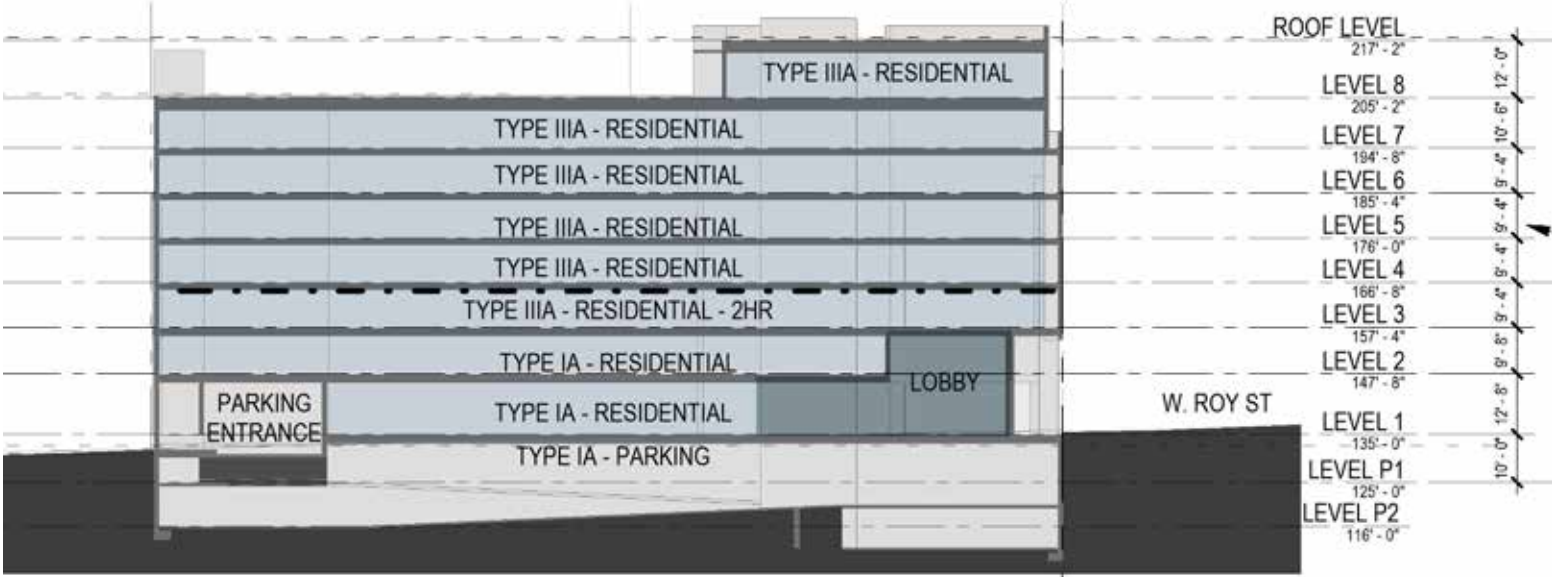 ROOF LEVEL
217' - 2"
12' - 0"
TYPE IIIA - RESIDENTIAL
LEVEL 8
205' - 2"
10' - 6"
TYPE IIIA - RESIDENTIAL
LEVEL 7
194' - 8"
9' - 4"
TYPE IIIA - RESIDENTIAL
LEVEL 6
185' - 4"
9' - 4"
TYPE IIIA - RESIDENTIAL
LEVEL 5
176' - 0"
9' - 4"
TYPE IIIA - RESIDENTIAL
LEVEL 4
166' - 8"
9' - 4"
TYPE IIIA - RESIDENTIAL - 2HR
LEVEL 3
157' - 4"
9' - 8"
TYPE IA - RESIDENTIAL
LEVEL 2
147' - 8"
12' - 8"
LOBBY
PARKING
ENTRANCE
TYPE IA - RESIDENTIAL
W. ROY ST
LEVEL 1
135' - 0"
10' - 0"
TYPE IA - PARKING
LEVEL P1
125' - 0"
LEVEL P2
116' - 0"